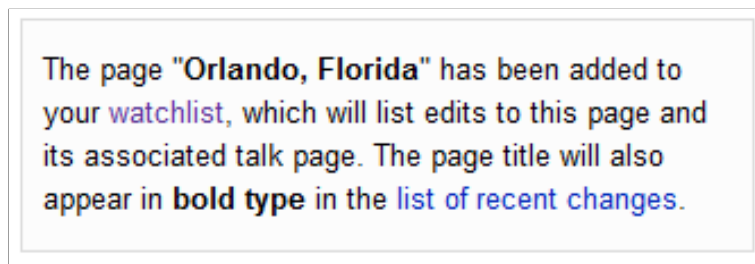 The page "Orlando, Florida" has been added to
your watchlist, which will list edits to this page and
its associated talk page. The page title will also
appear in bold type in the list of recent changes.